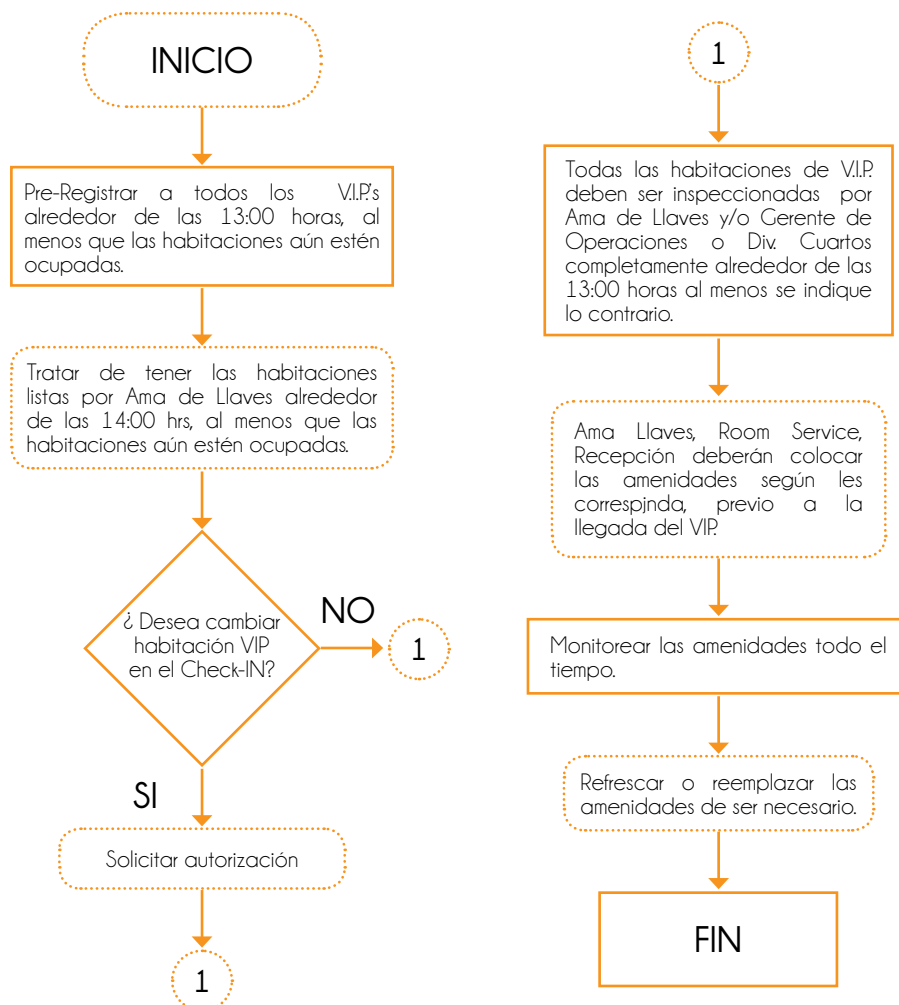 INICIO
Pre-Registrar a todos los V.I.P.'s
alrededor de las 13:00 horas, al
menos que las habitaciones aún estén
ocupadas.
Tratar de tener las habitaciones
listas por Ama de Llaves alrededor
de las 14:00 hrs, al menos que las
habitaciones aún estén ocupadas.
¿ Desea cambiar
habitación VIP
en el Check-IN?
NO
1
SI
Solicitar autorización
1
1
Todas las habitaciones de V.I.P.
deben ser inspeccionadas por
Ama de Llaves y/o Gerente de
Operaciones o Div. Cuartos
completamente alrededor de las
13:00 horas al menos se indique
lo contrario.
Ama Llaves, Room Service,
Recepción deberán colocar
las amenidades según les
correspjnda, previo a la
llegada del VIP.
Monitorear las amenidades todo el
tiempo.
Refrescar o reemplazar las
amenidades de ser necesario.
FIN